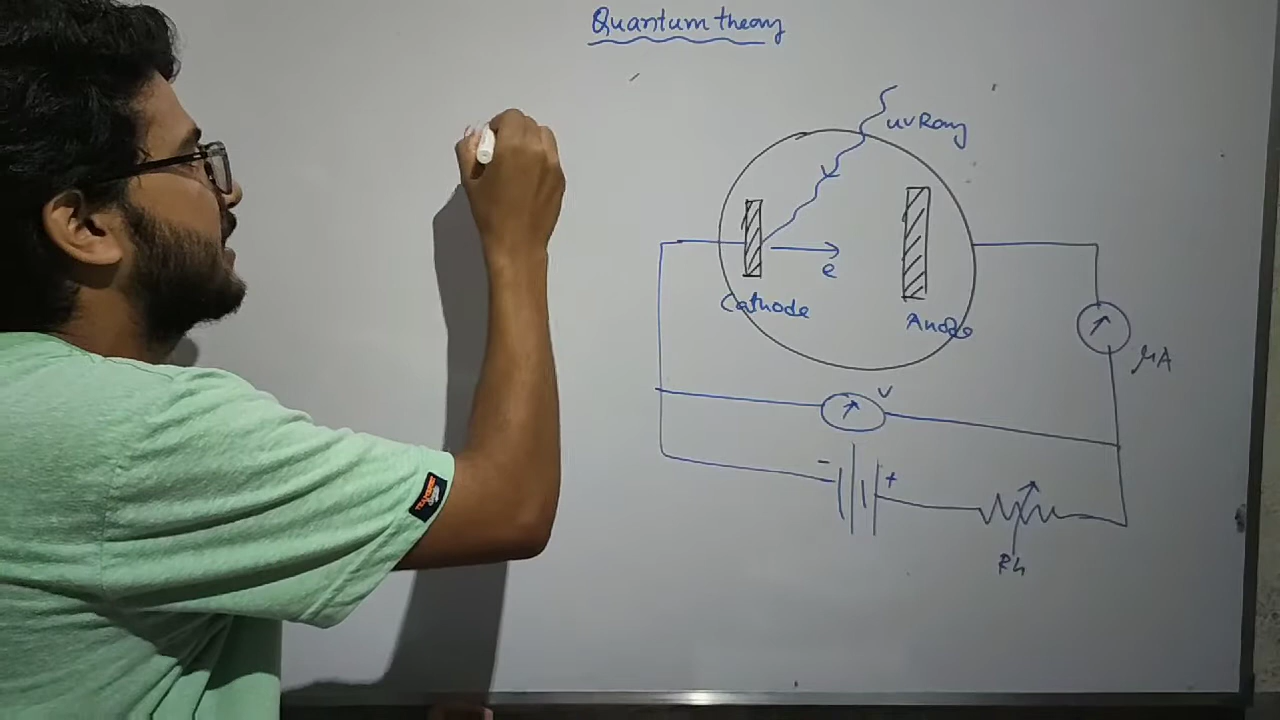 Quantum theory
uv Ray
e
Cathode
Anode
μA
V
- +
Rh